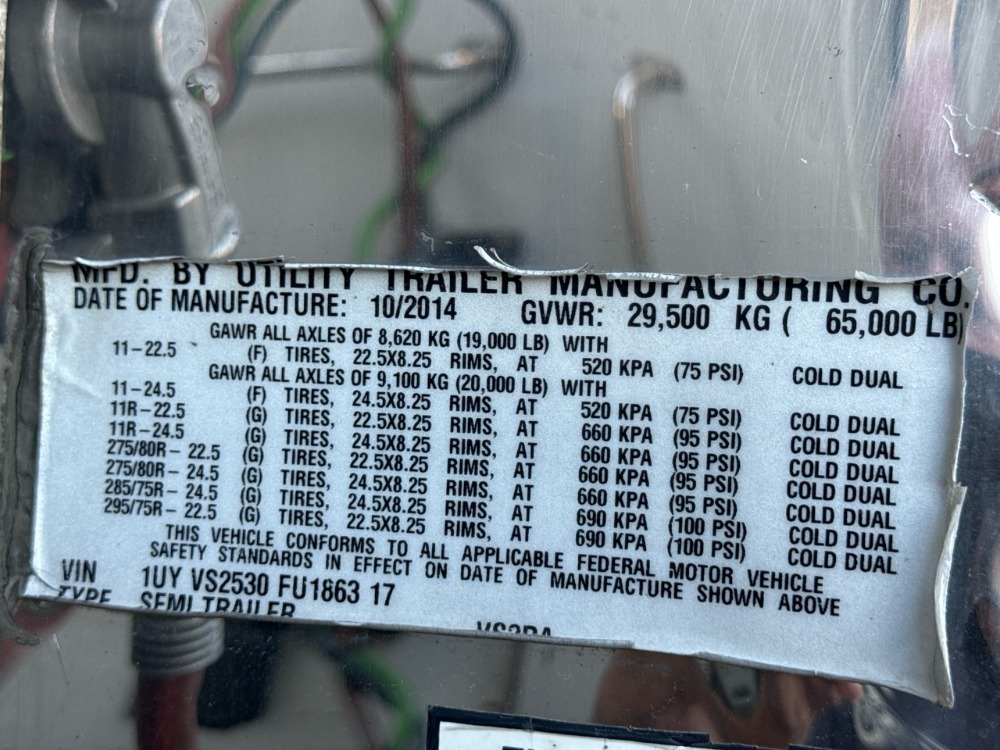 MFD. BY UTILITY TRAILER MANUFACTURING CO.
DATE OF MANUFACTURE: 10/2014 GVWR: 29,500 KG ( 65,000 LB)
GAWR ALL AXLES OF 8,620 KG (19,000 LB) WITH
11-22.5 (F) TIRES, 22.5X8.25 RIMS, AT 520 KPA (75 PSI) COLD DUAL
GAWR ALL AXLES OF 9,100 KG (20,000 LB) WITH
11-24.5 (F) TIRES, 24.5X8.25 RIMS, AT 520 KPA (75 PSI) COLD DUAL
11R-22.5 (G) TIRES, 22.5X8.25 RIMS, AT 660 KPA (95 PSI) COLD DUAL
11R-24.5 (G) TIRES, 24.5X8.25 RIMS, AT 660 KPA (95 PSI) COLD DUAL
275/80R- 22.5 (G) TIRES, 22.5X8.25 RIMS, AT 660 KPA (95 PSI) COLD DUAL
275/80R- 24.5 (G) TIRES, 24.5X8.25 RIMS, AT 660 KPA (95 PSI) COLD DUAL
285/75R- 24.5 (G) TIRES, 24.5X8.25 RIMS, AT 690 KPA (100 PSI) COLD DUAL
295/75R- 22.5 (G) TIRES, 22.5X8.25 RIMS, AT 690 KPA (100 PSI) COLD DUAL
THIS VEHICLE CONFORMS TO ALL APPLICABLE FEDERAL MOTOR VEHICLE
SAFETY STANDARDS IN EFFECT ON DATE OF MANUFACTURE SHOWN ABOVE
VIN 1UY VS2530 FU1863 17
TYPE SEMI TRAILER VS2RA